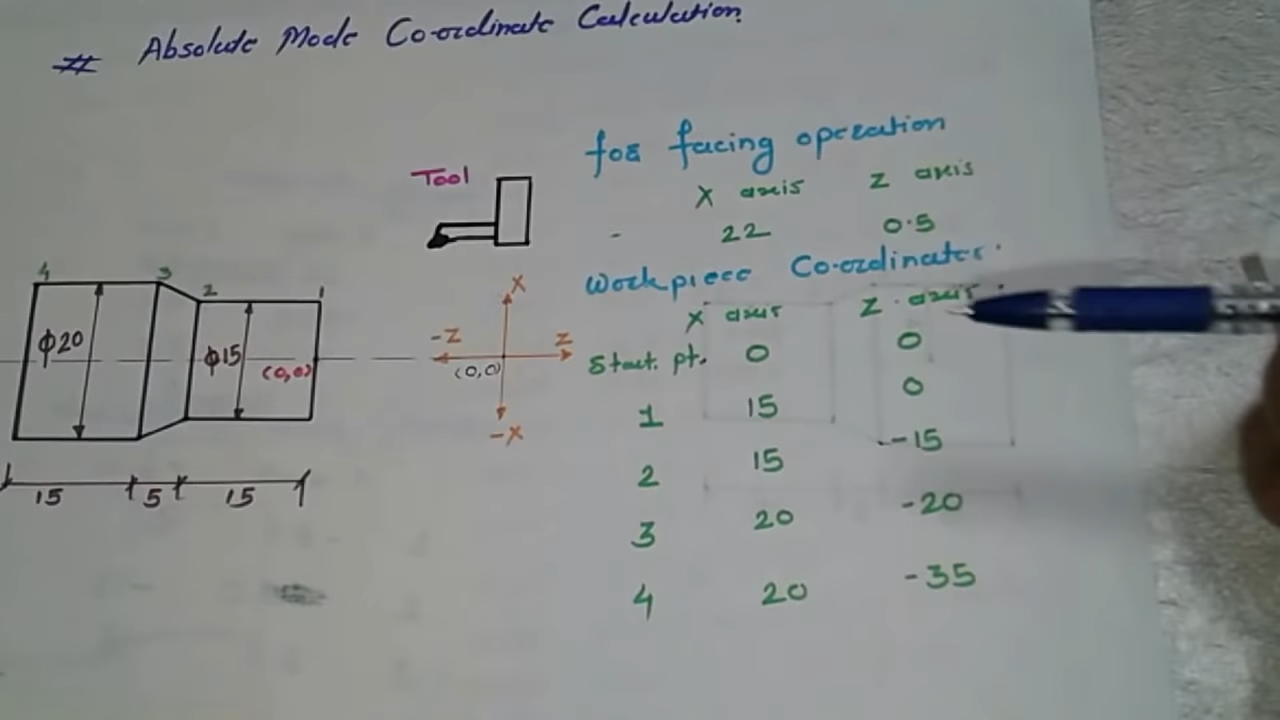 # Absolute Mode Co-ordinate Calculation.
for facing operation
X axis Z axis
- 22 0.5
Workpiece Co-ordinates.
X axis Z axis
Start. pt. 0 0
1 15 0
2 15 -15
3 20 -20
4 20 -35
Tool
4 3 2 1
ϕ20 ϕ15 (0,0)
15 5 15
X
-Z Z
(0,0)
-X